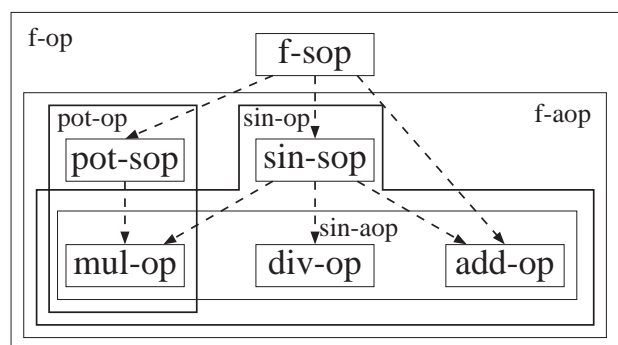 f-op
f-sop
f-aop
pot-op
sin-op
pot-sop
sin-sop
sin-aop
mul-op
div-op
add-op